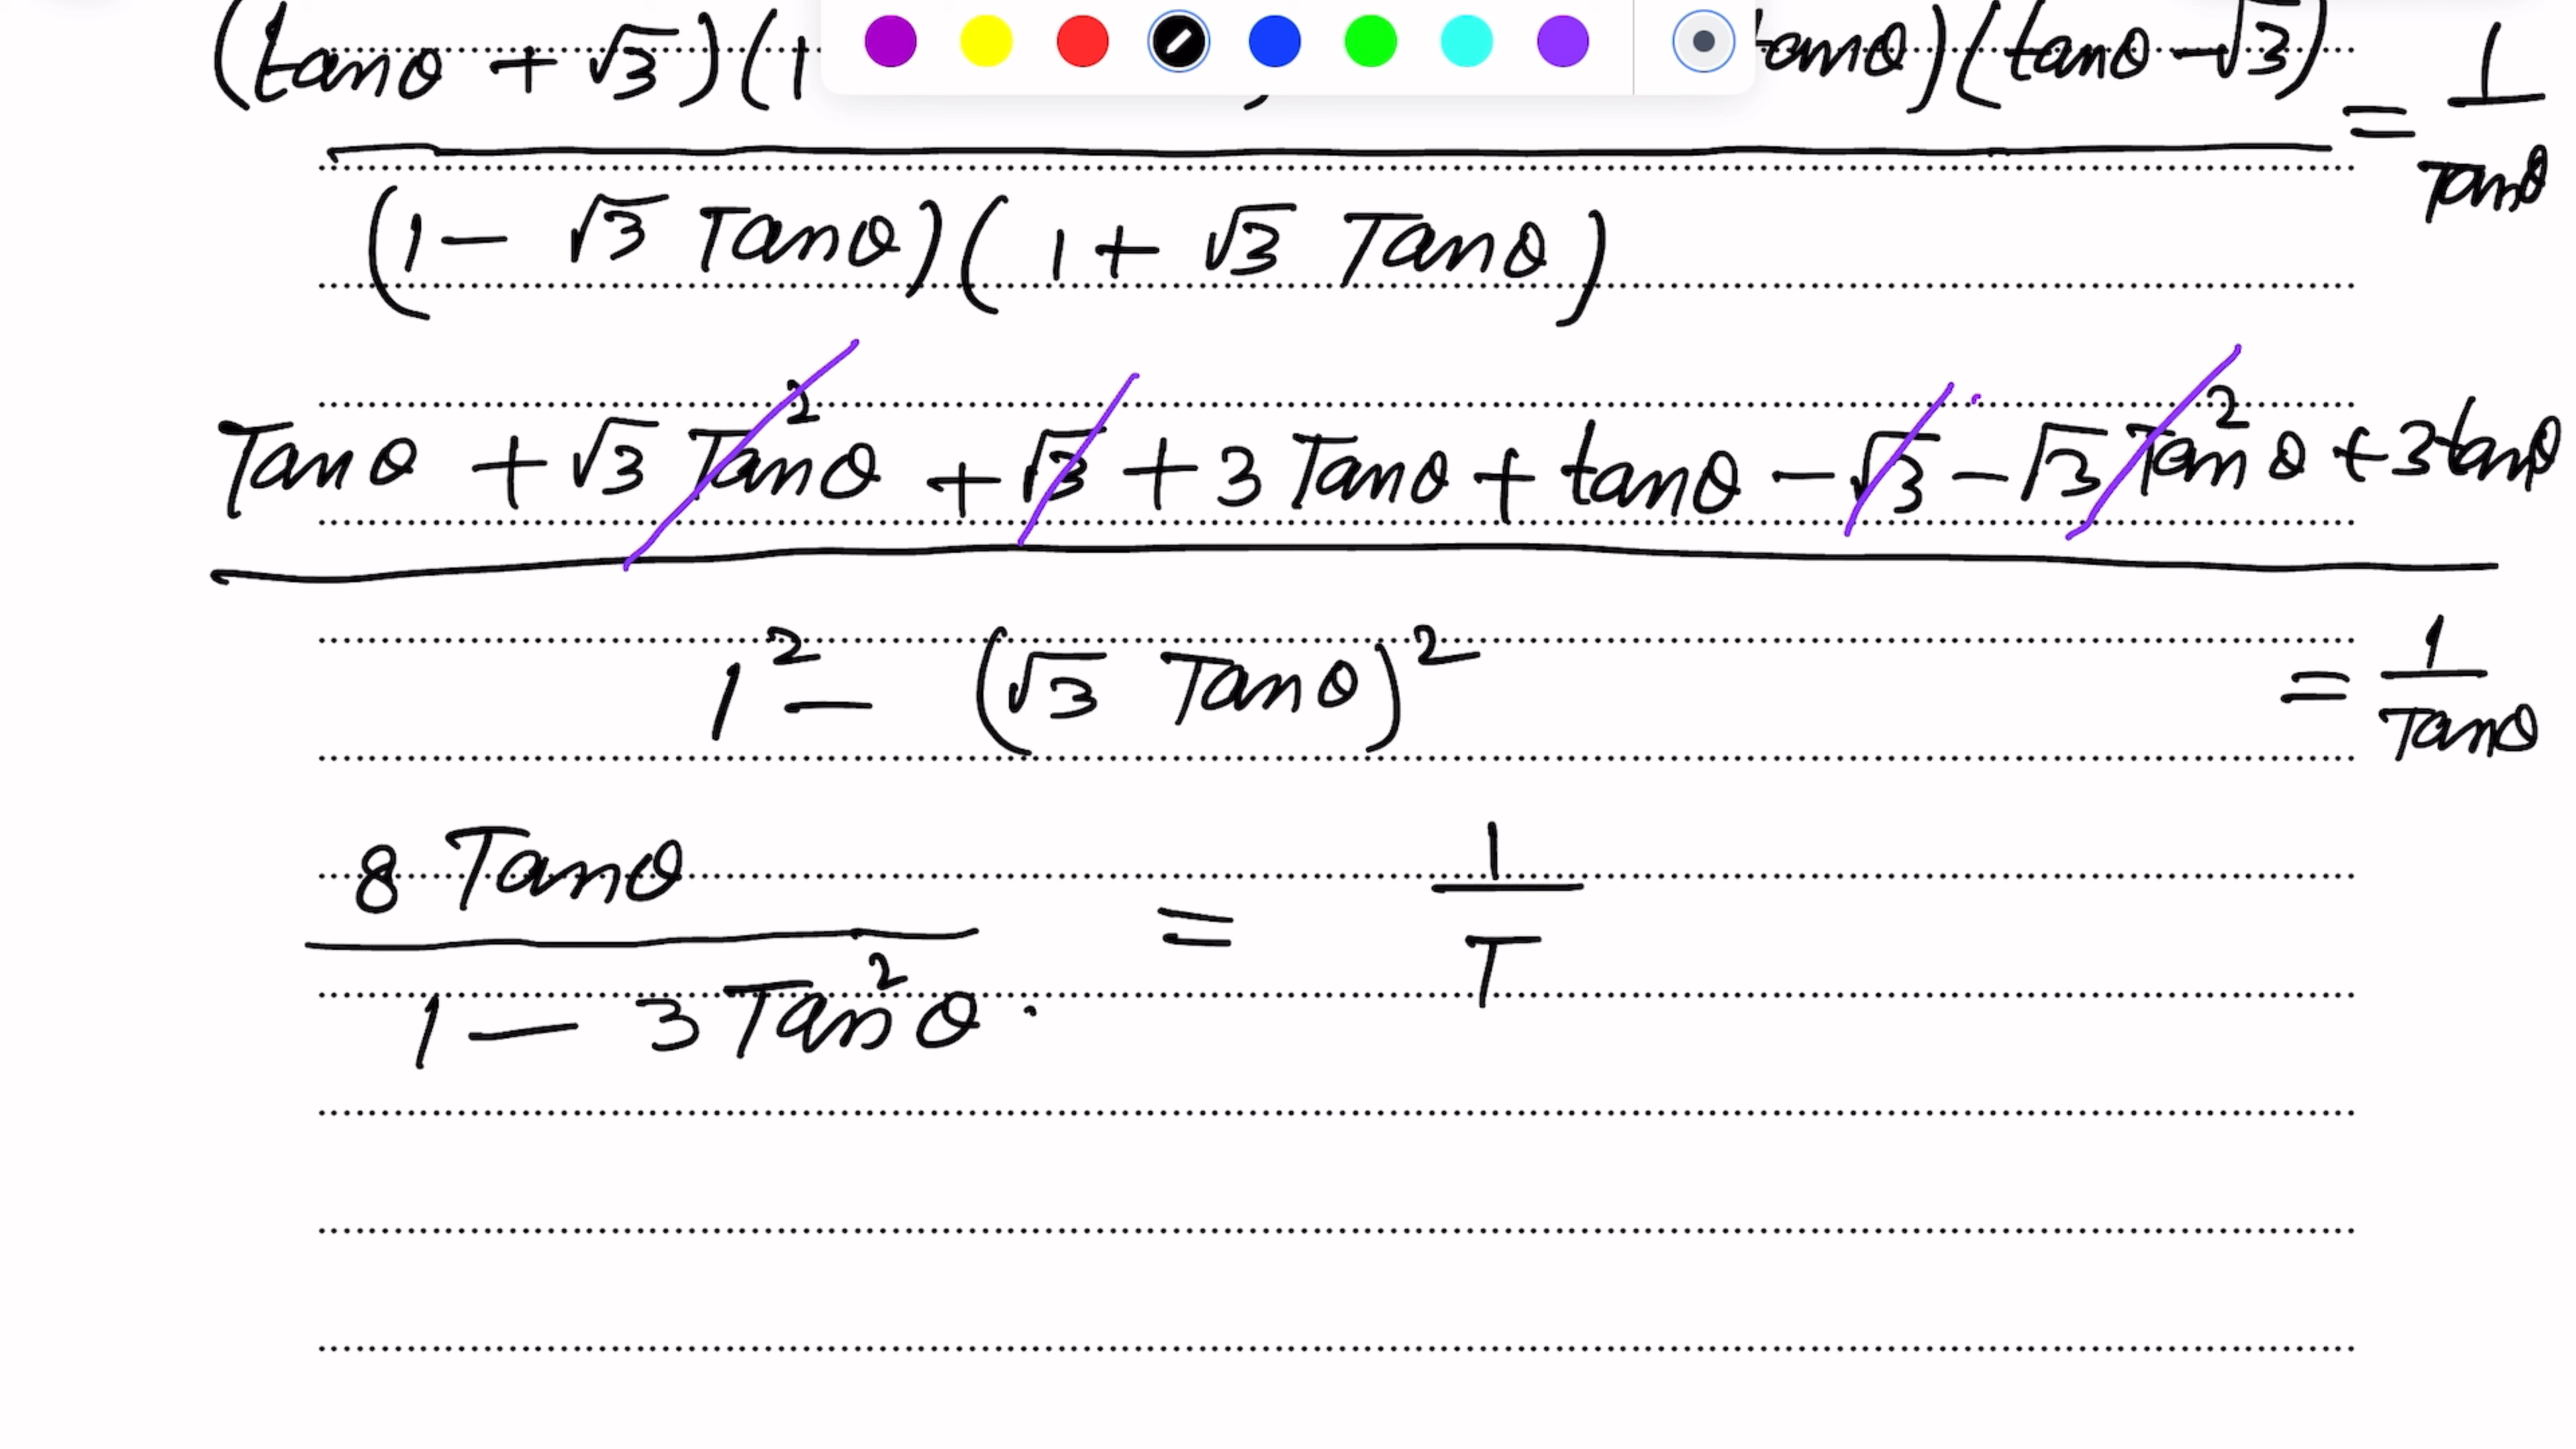 (tanθ + √3)(1 tanθ)(tanθ - √3) = 1/Tanθ
(1 - √3 Tanθ)(1 + √3 Tanθ)
Tanθ + √3 Tan²θ + √3 + 3 Tanθ + tanθ - √3 - √3 Tan²θ + 3tanθ
1² - (√3 Tanθ)² = 1/Tanθ
8 Tanθ = 1/T
1 - 3 Tan²θ